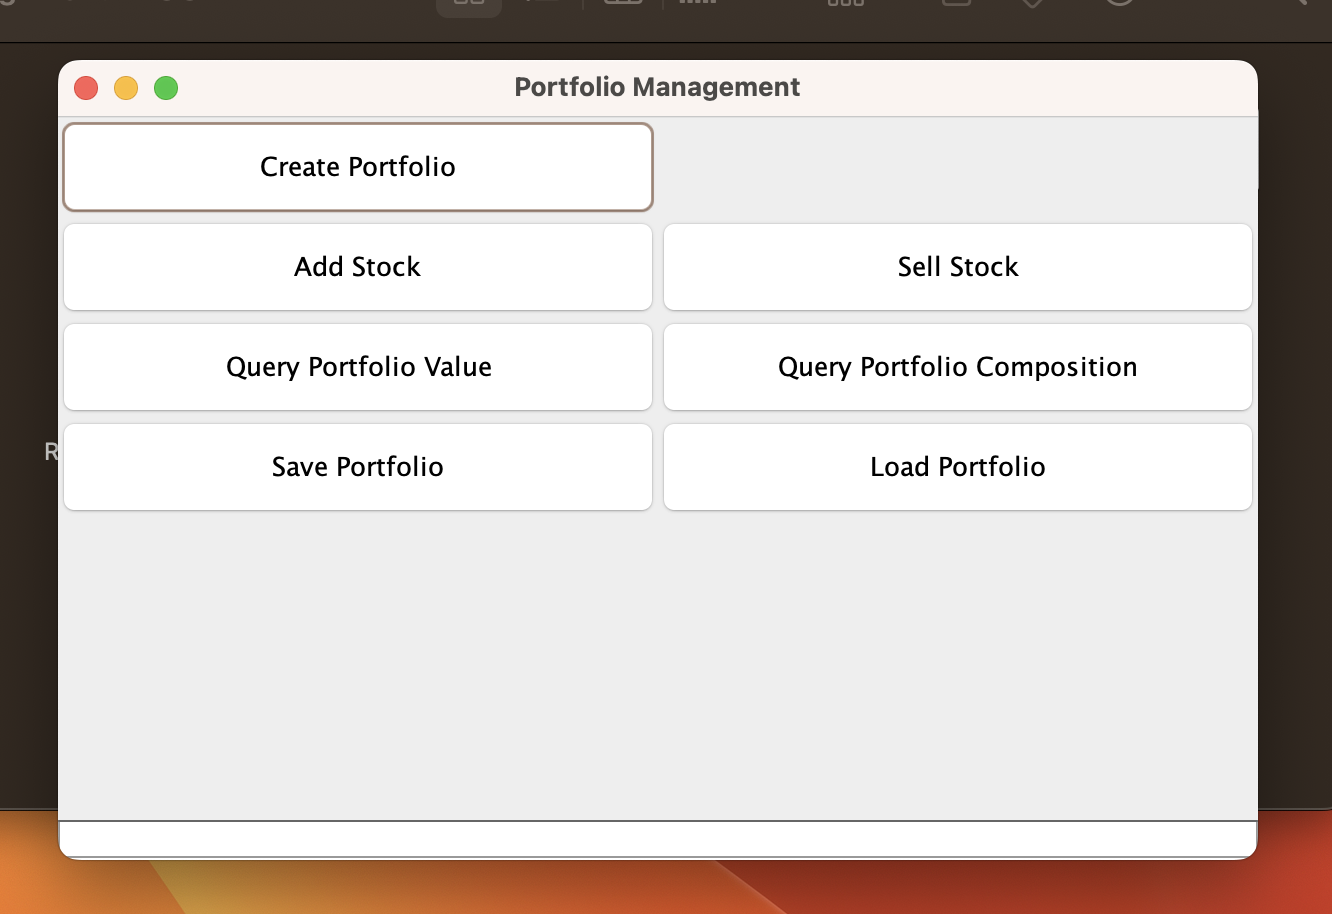 Portfolio Management
Create Portfolio
Add Stock
Sell Stock
Query Portfolio Value
Query Portfolio Composition
Save Portfolio
Load Portfolio